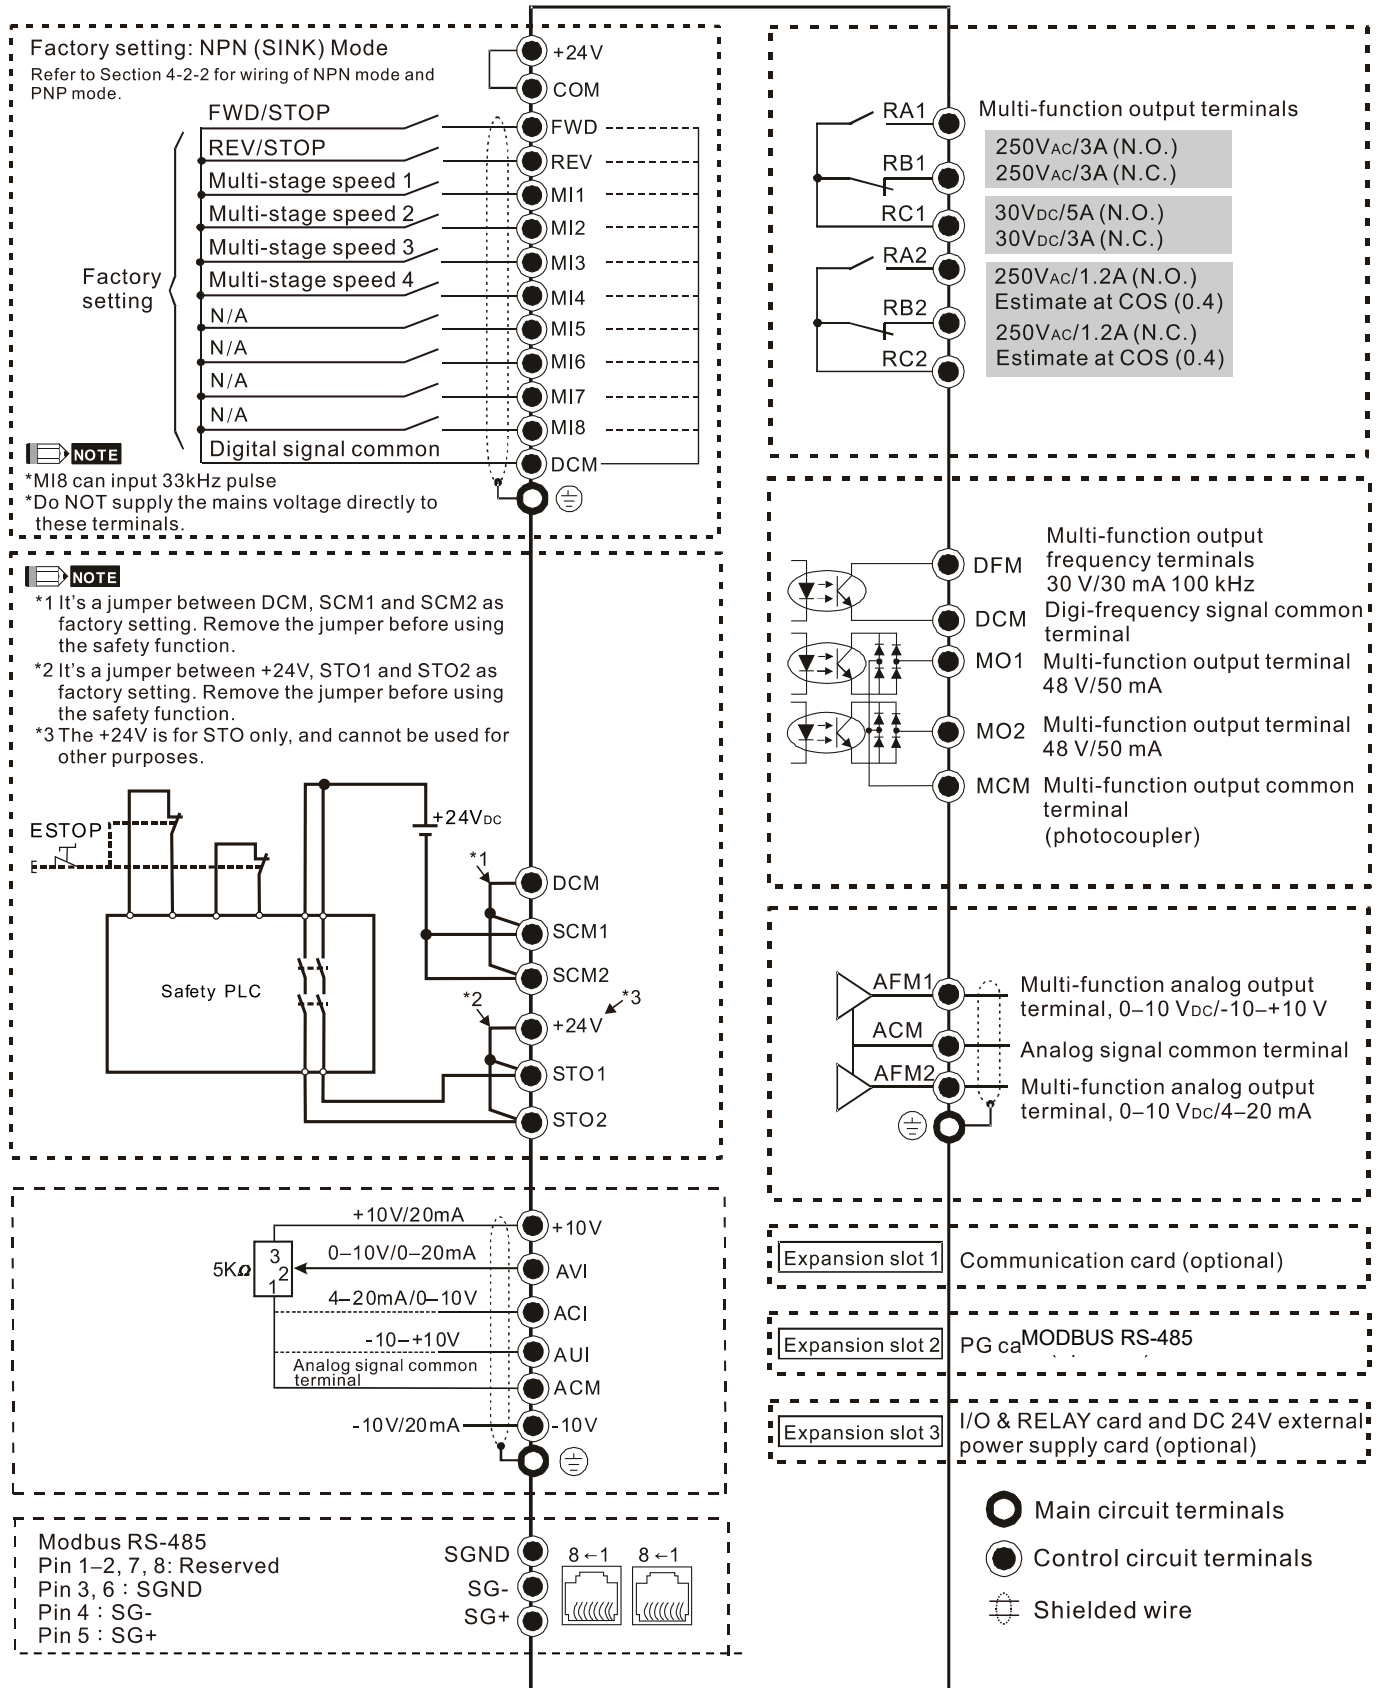 Factory setting: NPN (SINK) Mode
Refer to Section 4-2-2 for wiring of NPN mode and
PNP mode.
+24V
COM
FWD/STOP
FWD
REV/STOP
REV
Multi-stage speed 1
MI1
Multi-stage speed 2
MI2
Multi-stage speed 3
MI3
Multi-stage speed 4
MI4
Factory
setting
N/A
MI5
N/A
MI6
N/A
MI7
N/A
MI8
Digital signal common
DCM
NOTE
*MI8 can input 33kHz pulse
*Do NOT supply the mains voltage directly to
these terminals.
NOTE
*1 It's a jumper between DCM, SCM1 and SCM2 as
factory setting. Remove the jumper before using
the safety function.
*2 It's a jumper between +24V, STO1 and STO2 as
factory setting. Remove the jumper before using
the safety function.
*3 The +24V is for STO only, and cannot be used for
other purposes.
ESTOP
+24VDC
*1
DCM
SCM1
SCM2
Safety PLC
*2
*3
+24V
STO1
STO2
+10V/20mA
+10V
5KΩ
3
2
1
0–10V/0–20mA
AVI
4–20mA/0–10V
ACI
-10–+10V
AUI
Analog signal common
terminal
ACM
-10V/20mA
-10V
Modbus RS-485
Pin 1–2, 7, 8: Reserved
Pin 3, 6 : SGND
Pin 4 : SG-
Pin 5 : SG+
SGND
SG-
SG+
8←1
8←1
RA1
RB1
RC1
RA2
RB2
RC2
Multi-function output terminals
250VAC/3A (N.O.)
250VAC/3A (N.C.)
30VDC/5A (N.O.)
30VDC/3A (N.C.)
250VAC/1.2A (N.O.)
Estimate at COS (0.4)
250VAC/1.2A (N.C.)
Estimate at COS (0.4)
DFM
Multi-function output
frequency terminals
30 V/30 mA 100 kHz
DCM
Digi-frequency signal common
terminal
MO1
Multi-function output terminal
48 V/50 mA
MO2
Multi-function output terminal
48 V/50 mA
MCM
Multi-function output common
terminal
(photocoupler)
AFM1
Multi-function analog output
terminal, 0–10 VDC/-10–+10 V
ACM
Analog signal common terminal
AFM2
Multi-function analog output
terminal, 0–10 VDC/4–20 mA
Expansion slot 1
Communication card (optional)
Expansion slot 2
PG ca MODBUS RS-485
Expansion slot 3
I/O & RELAY card and DC 24V external
power supply card (optional)
Main circuit terminals
Control circuit terminals
Shielded wire